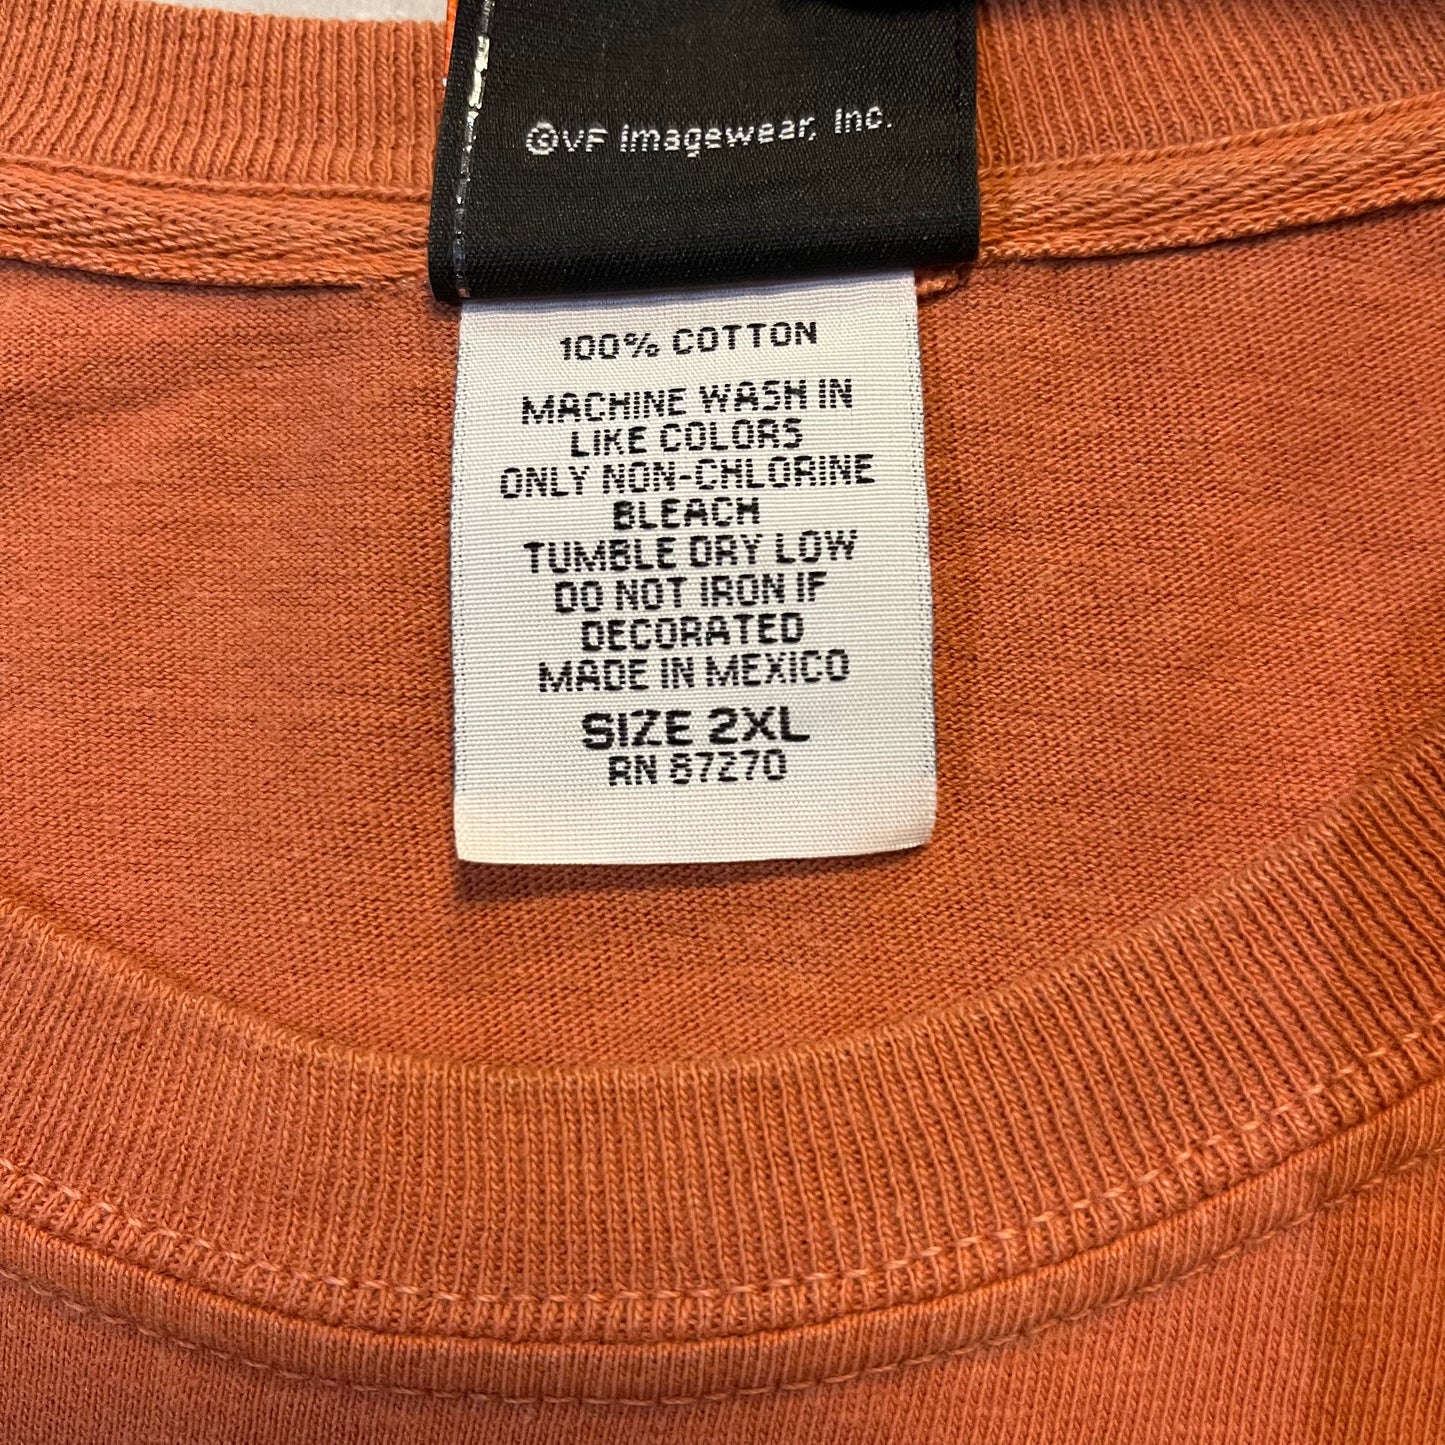 ©VF Imagewear, Inc.
100% COTTON
MACHINE WASH IN
LIKE COLORS
ONLY NON-CHLORINE
BLEACH
TUMBLE DRY LOW
DO NOT IRON IF
DECORATED
MADE IN MEXICO
SIZE 2XL
RN 87270